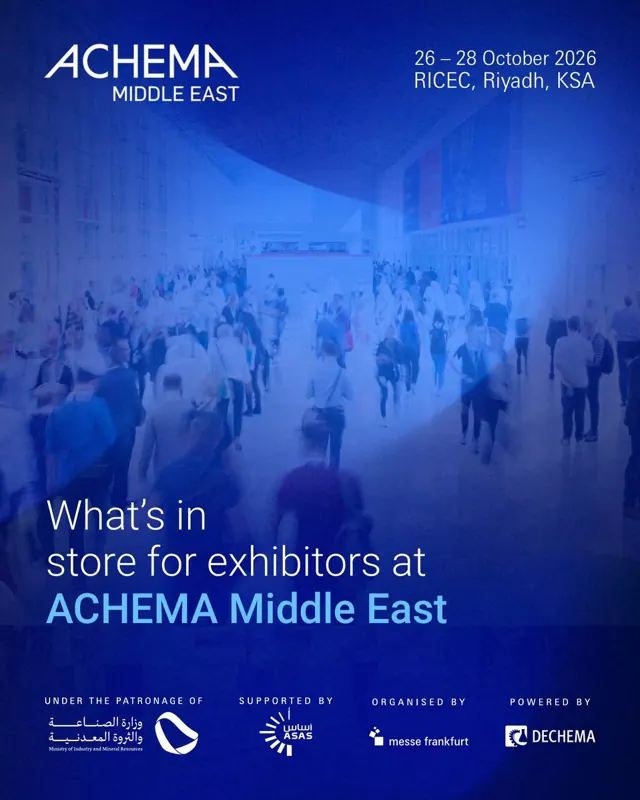 ACHEMA
MIDDLE EAST
26 – 28 October 2026
RICEC, Riyadh, KSA
What's in
store for exhibitors at
ACHEMA Middle East
UNDER THE PATRONAGE OF
وزارة الصناعة
والثروة المعدنية
Ministry of Industry and Mineral Resources
SUPPORTED BY
أساس
ASAS
ORGANISED BY
messe frankfurt
POWERED BY
DECHEMA